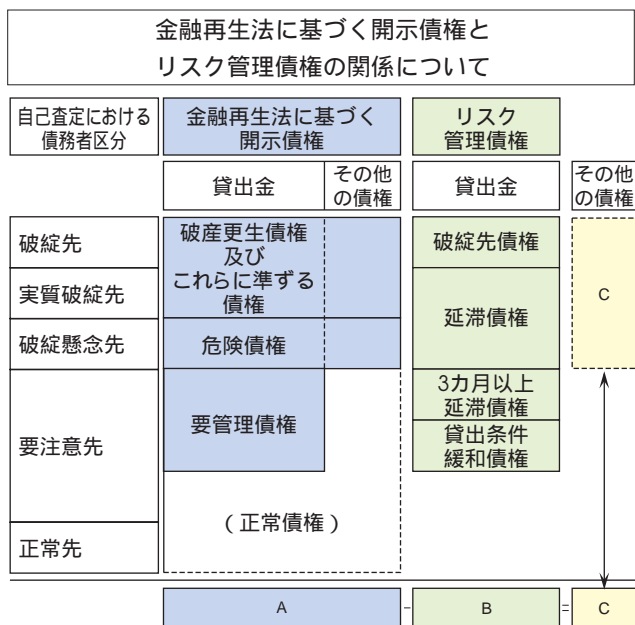 金融再生法に基づく開示債権と
リスク管理債権の関係について
自己査定における
債務者区分
金融再生法に基づく
開示債権
リスク
管理債権
貸出金
その他
の債権
貸出金
その他
の債権
破綻先
破産更生債権
及び
これらに準ずる
債権
破綻先債権
実質破綻先
延滞債権
C
破綻懸念先
危険債権
要注意先
要管理債権
3カ月以上
延滞債権
貸出条件
緩和債権
（正常債権）
正常先
A
−
B
=
C